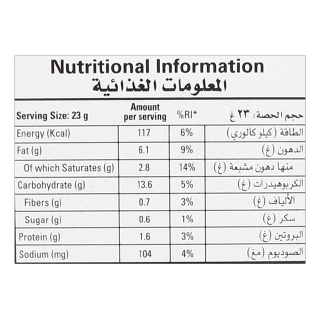 Nutritional Information
المعلومات الغذائية
Serving Size: 23 g Amount per serving %RI* حجم الحصة: ٢٣ غ
Energy (Kcal) 117 6% الطاقة (كيلو كالوري)
Fat (g) 6.1 9% الدهون (غ)
Of which Saturates (g) 2.8 14% منها دهون مشبعة (غ)
Carbohydrate (g) 13.6 5% الكربوهيدرات (غ)
Fibers (g) 0.7 3% الألياف (غ)
Sugar (g) 0.6 1% سكر (غ)
Protein (g) 1.6 3% البروتين (غ)
Sodium (mg) 104 4% الصوديوم (مغ)